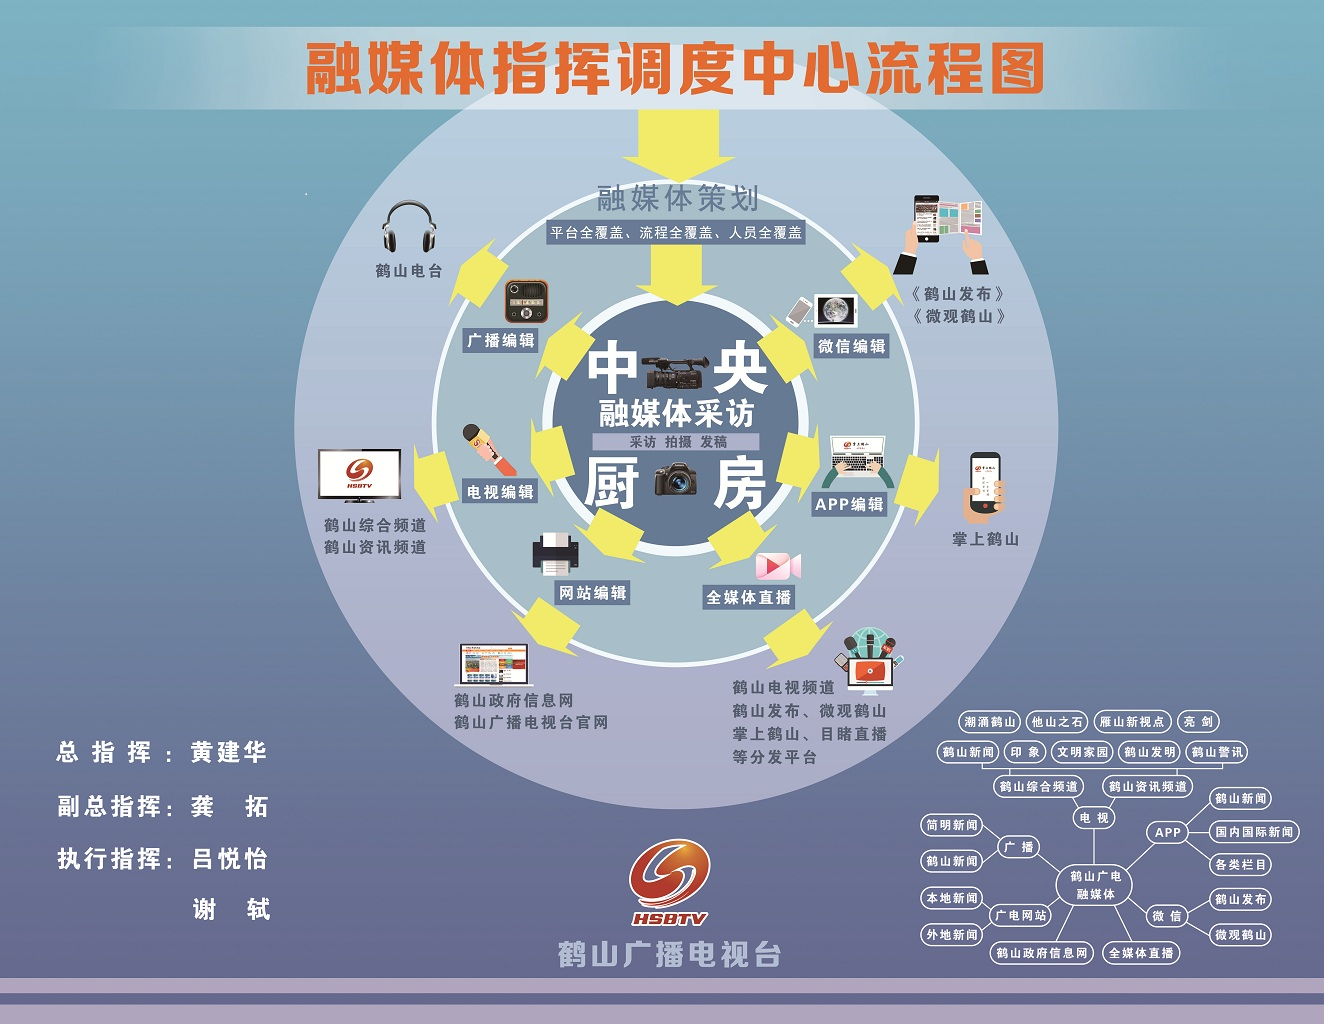 融媒体指挥调度中心流程图
融媒体策划
平台全覆盖、流程全覆盖、人员全覆盖
鹤山电台
《鹤山发布》
《微观鹤山》
广播编辑
微信编辑
中 央
融媒体采访
采访 拍摄 发稿
厨 房
电视编辑
APP编辑
掌上鹤山
掌上鹤山
HSBTV
鹤山综合频道
鹤山资讯频道
掌上鹤山
网站编辑
全媒体直播
鹤山政府信息网
鹤山广播电视台官网
鹤山电视频道
鹤山发布、微观鹤山
掌上鹤山、目睹直播
等分发平台
总指挥：黄建华
副总指挥：龚 拓
执行指挥：吕悦怡
谢 轼
HSBTV
鹤山广播电视台
潮涌鹤山 他山之石 雁山新视点 亮剑
鹤山新闻 印象 文明家园 鹤山发明 鹤山警讯
鹤山综合频道 鹤山资讯频道
电视
简明新闻
广播
鹤山新闻
APP
鹤山新闻
国内国际新闻
各类栏目
鹤山广电
融媒体
本地新闻
广电网站
外地新闻
微信
鹤山发布
微观鹤山
鹤山政府信息网
全媒体直播